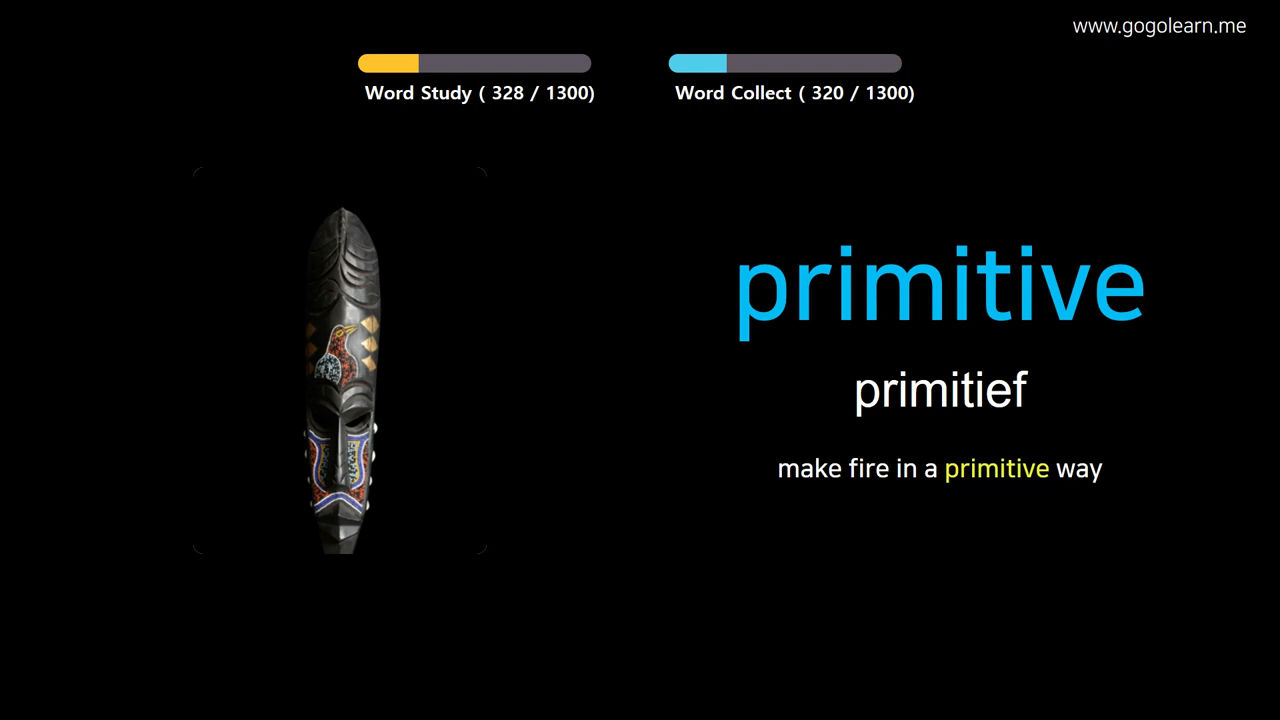 www.gogolearn.me
Word Study ( 328 / 1300)
Word Collect ( 320 / 1300)
primitive
primitief
make fire in a primitive way